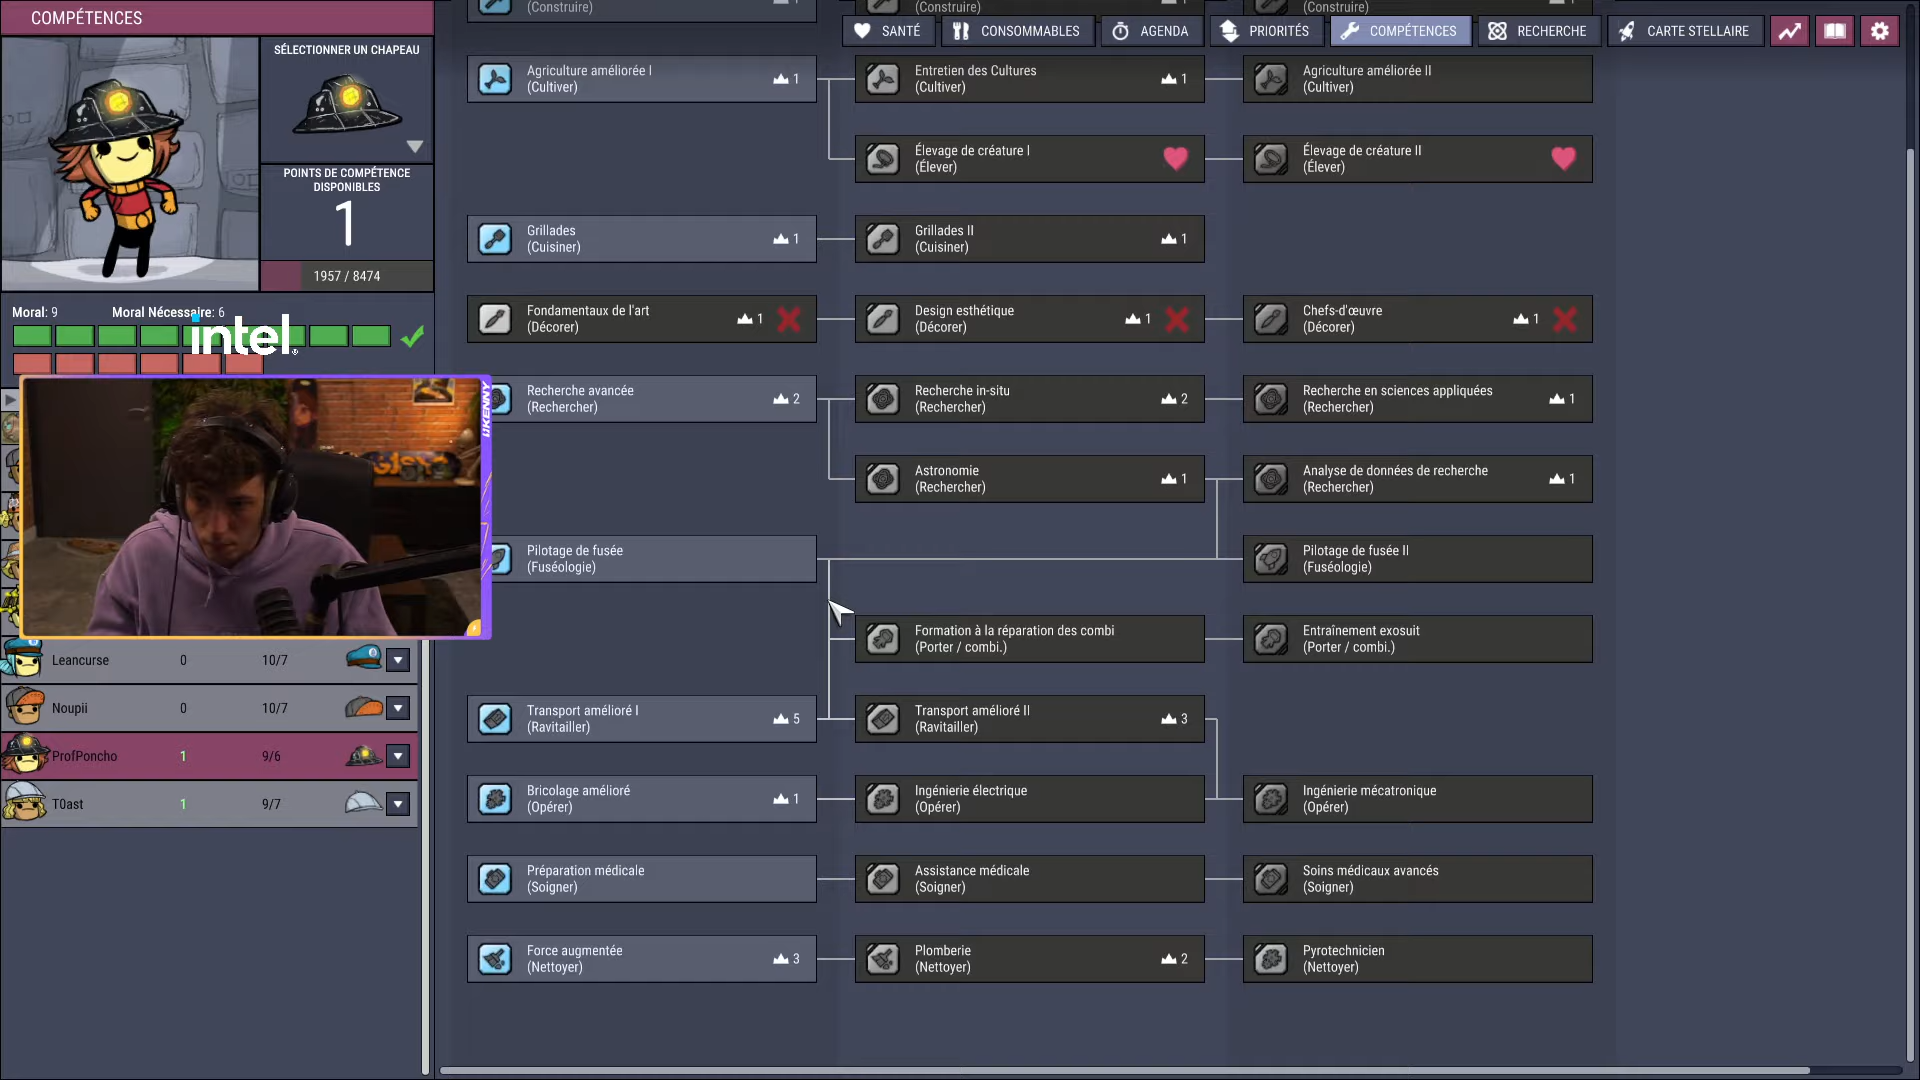 COMPÉTENCES
SÉLECTIONNER UN CHAPEAU
POINTS DE COMPÉTENCE
DISPONIBLES
1
1957 / 8474
Moral: 9
Moral Nécessaire: 6
intel.
KENNY
Leancurse 0 10/7
Noupii 0 10/7
ProfPoncho 1 9/6
T0ast 1 9/7
SANTÉ
CONSOMMABLES
AGENDA
PRIORITÉS
COMPÉTENCES
RECHERCHE
CARTE STELLAIRE
(Construire)
(Construire)
(Construire)
Agriculture améliorée I
(Cultiver)
1
Entretien des Cultures
(Cultiver)
1
Agriculture améliorée II
(Cultiver)
Élevage de créature I
(Élever)
Élevage de créature II
(Élever)
Grillades
(Cuisiner)
1
Grillades II
(Cuisiner)
1
Fondamentaux de l'art
(Décorer)
1
Design esthétique
(Décorer)
1
Chefs-d'œuvre
(Décorer)
1
Recherche avancée
(Rechercher)
2
Recherche in-situ
(Rechercher)
2
Recherche en sciences appliquées
(Rechercher)
1
Astronomie
(Rechercher)
1
Analyse de données de recherche
(Rechercher)
1
Pilotage de fusée
(Fuséologie)
Pilotage de fusée II
(Fuséologie)
Formation à la réparation des combi
(Porter / combi.)
Entraînement exosuit
(Porter / combi.)
Transport amélioré I
(Ravitailler)
5
Transport amélioré II
(Ravitailler)
3
Bricolage amélioré
(Opérer)
1
Ingénierie électrique
(Opérer)
Ingénierie mécatronique
(Opérer)
Préparation médicale
(Soigner)
Assistance médicale
(Soigner)
Soins médicaux avancés
(Soigner)
Force augmentée
(Nettoyer)
3
Plomberie
(Nettoyer)
2
Pyrotechnicien
(Nettoyer)